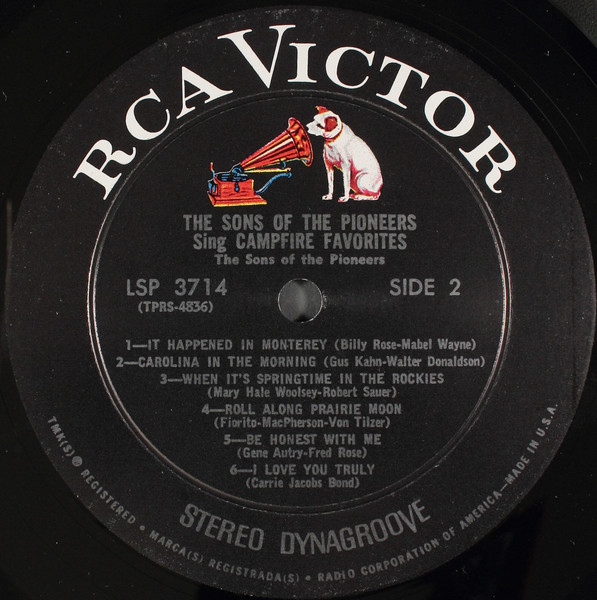 RCA VICTOR
THE SONS OF THE PIONEERS
Sing CAMPFIRE FAVORITES
The Sons of the Pioneers
LSP 3714
(TPRS-4836)
SIDE 2
1—IT HAPPENED IN MONTEREY (Billy Rose-Mabel Wayne)
2—CAROLINA IN THE MORNING (Gus Kahn-Walter Donaldson)
3—WHEN IT'S SPRINGTIME IN THE ROCKIES
(Mary Hale Woolsey-Robert Sauer)
4—ROLL ALONG PRAIRIE MOON
(Fiorito-MacPherson-Von Tilzer)
5—BE HONEST WITH ME
(Gene Autry-Fred Rose)
6—I LOVE YOU TRULY
(Carrie Jacobs Bond)
STEREO DYNAGROOVE
TMK(S) ® REGISTERED • MARCA(S) REGISTRADA(S) • RADIO CORPORATION OF AMERICA—MADE IN U.S.A.